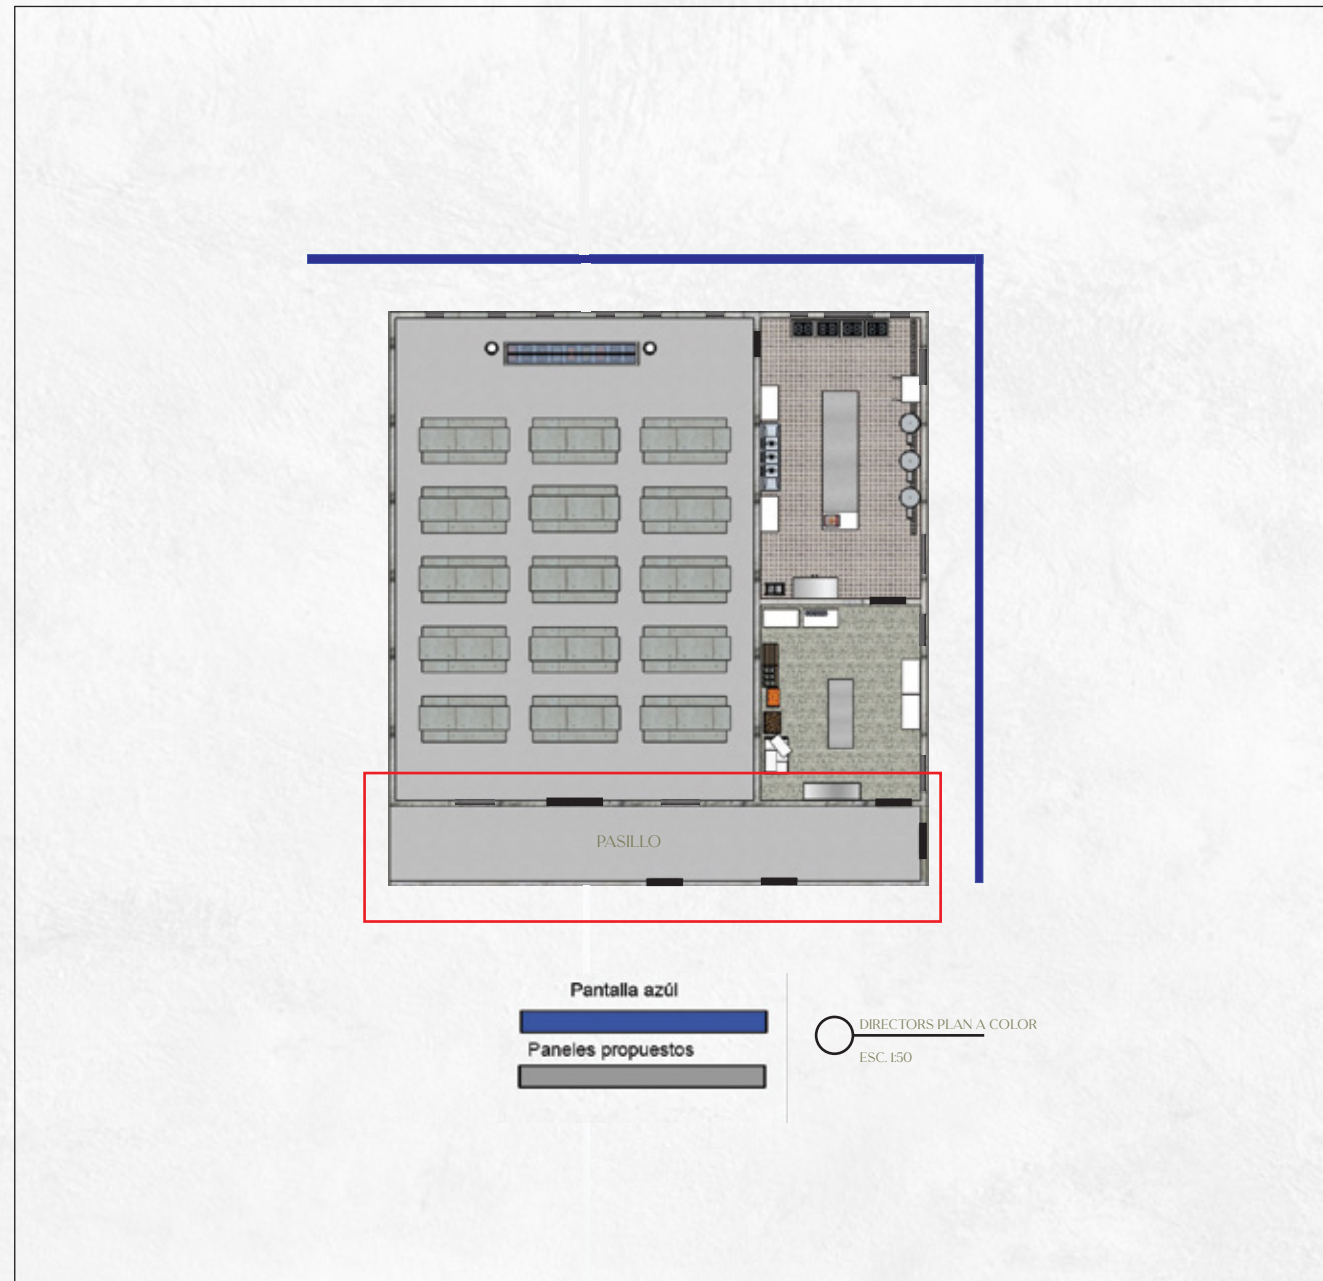 PASILLO
Pantalla azúl
Paneles propuestos
DIRECTORS PLAN A COLOR
ESC. 1:50